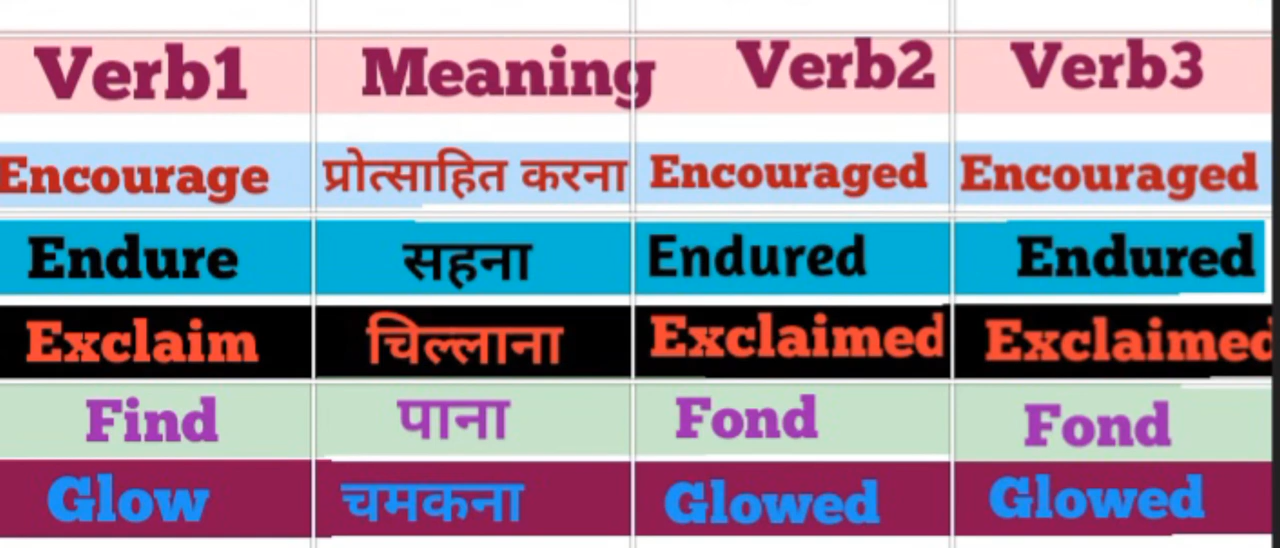 Verb1 Meaning Verb2 Verb3
Encourage प्रोत्साहित करना Encouraged Encouraged
Endure सहना Endured Endured
Exclaim चिल्लाना Exclaimed Exclaimed
Find पाना Fond Fond
Glow चमकना Glowed Glowed